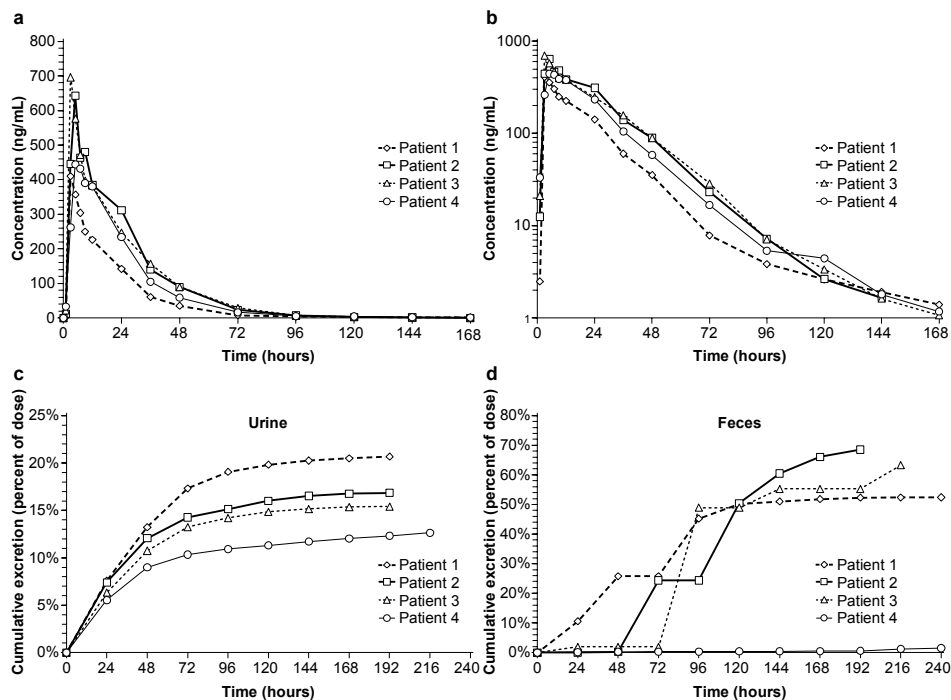 a
Concentration (ng/mL)
800
700
600
500
400
300
200
100
0
Patient 1
Patient 2
Patient 3
Patient 4
0 24 48 72 96 120 144 168
Time (hours)
b
Concentration (ng/mL)
1000
100
10
1
Patient 1
Patient 2
Patient 3
Patient 4
0 24 48 72 96 120 144 168
Time (hours)
c
Urine
Cumulative excretion (percent of dose)
25%
20%
15%
10%
5%
0%
Patient 1
Patient 2
Patient 3
Patient 4
0 24 48 72 96 120 144 168 192 216 240
Time (hours)
d
Feces
Cumulative excretion (percent of dose)
80%
70%
60%
50%
40%
30%
20%
10%
0%
Patient 1
Patient 2
Patient 3
Patient 4
0 24 48 72 96 120 144 168 192 216 240
Time (hours)